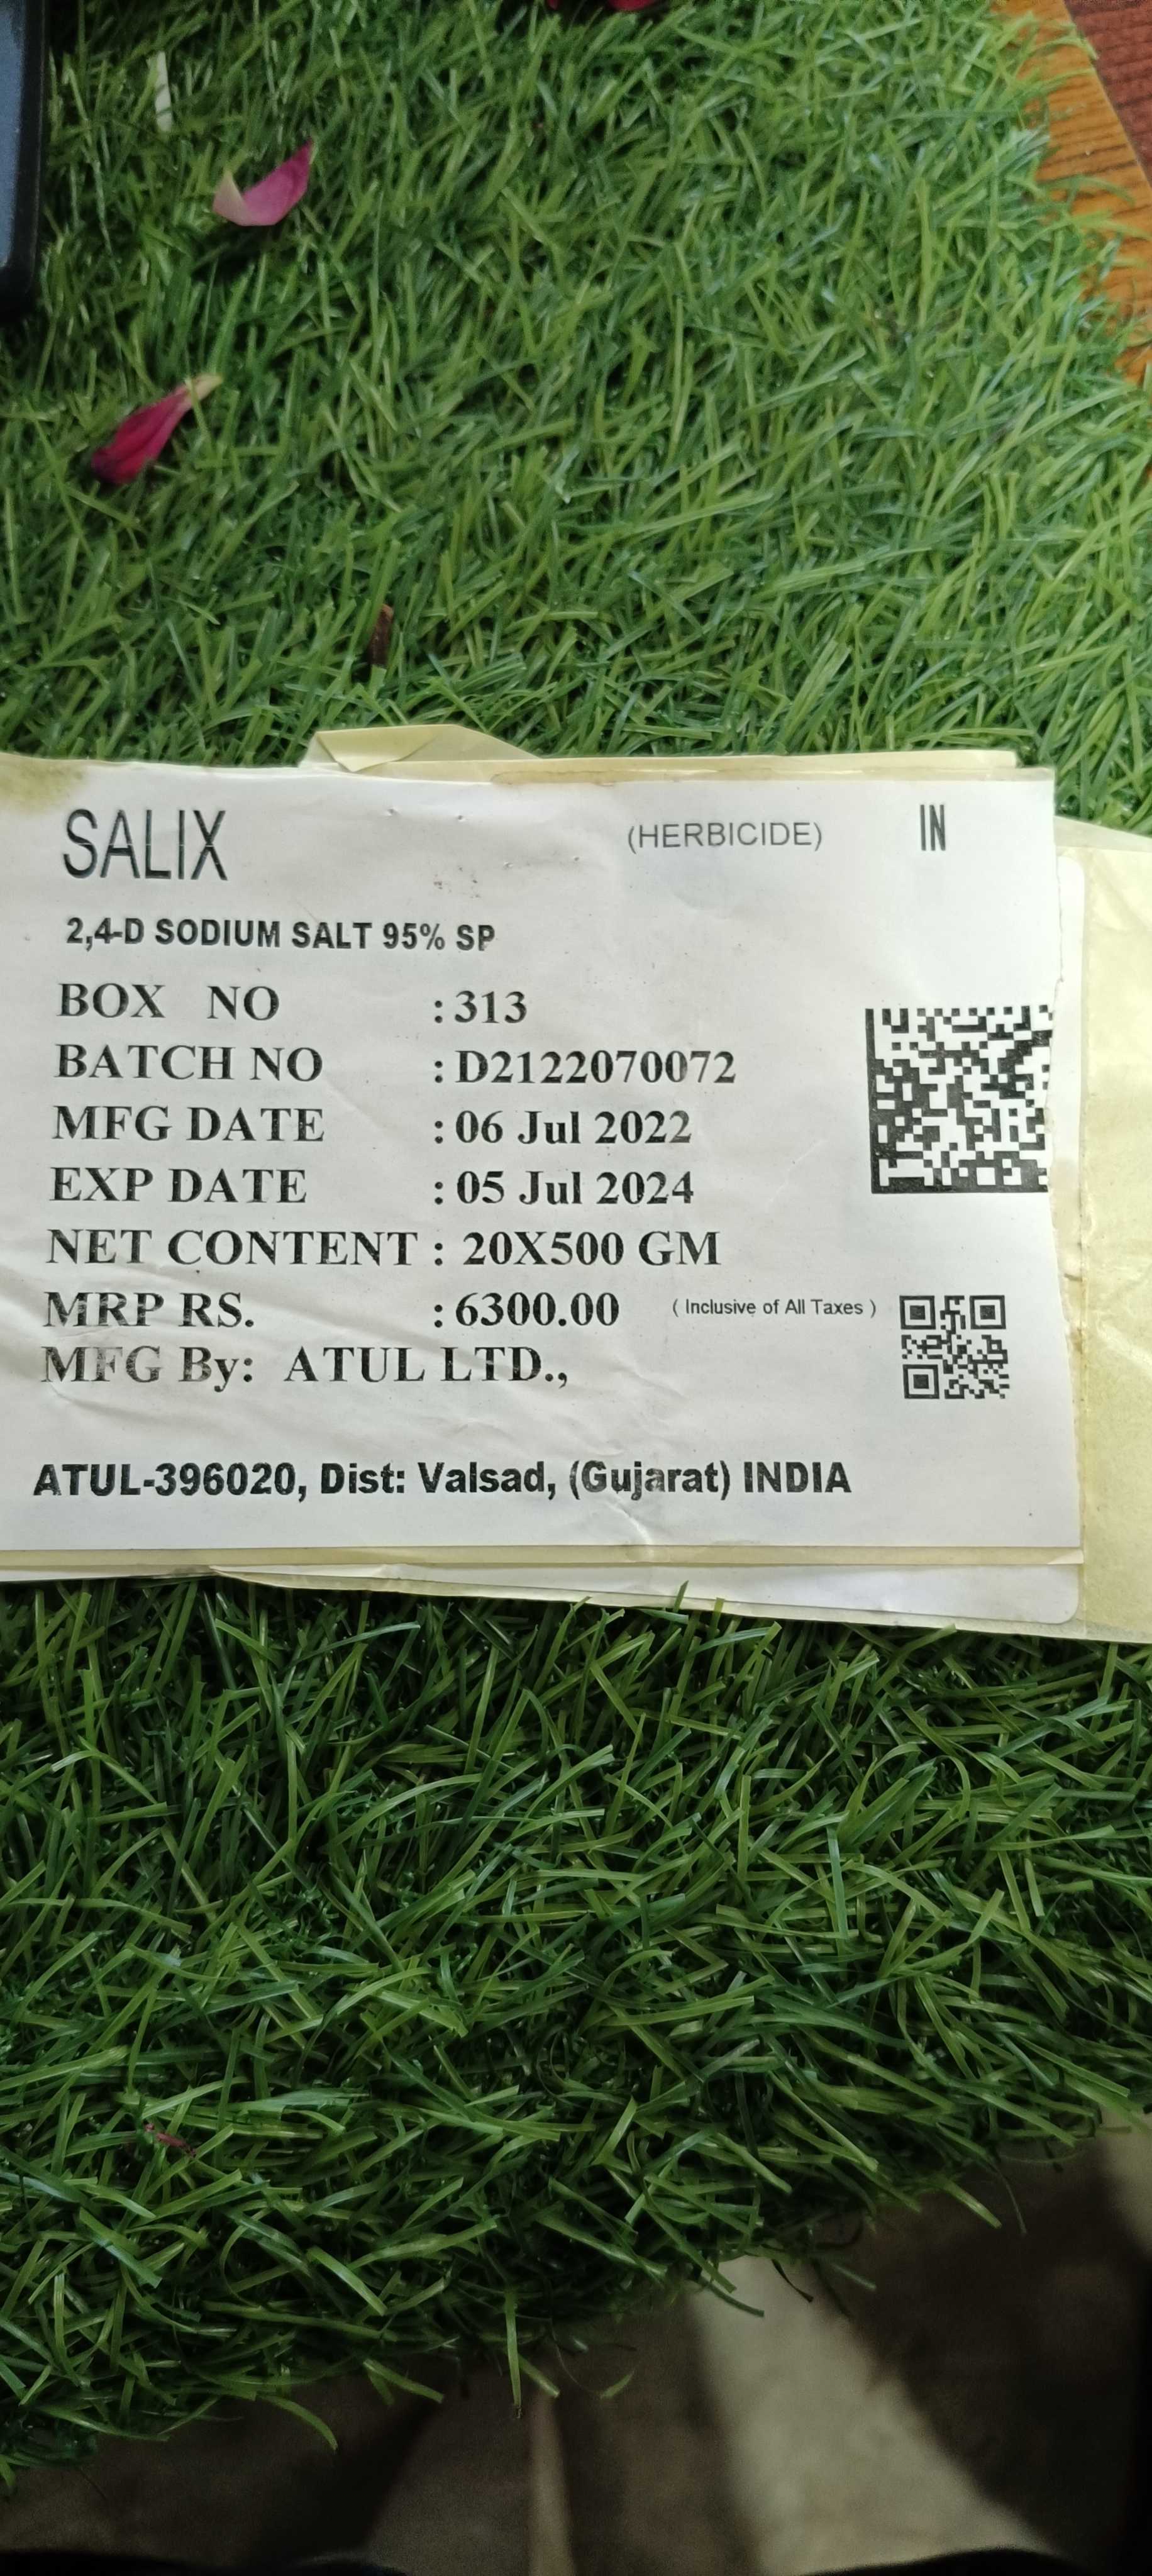 SALIX (HERBICIDE) IN
2,4-D SODIUM SALT 95% SP
BOX NO : 313
BATCH NO : D2122070072
MFG DATE : 06 Jul 2022
EXP DATE : 05 Jul 2024
NET CONTENT : 20X500 GM
MRP RS. : 6300.00 ( Inclusive of All Taxes )
MFG By: ATUL LTD.,
ATUL-396020, Dist: Valsad, (Gujarat) INDIA